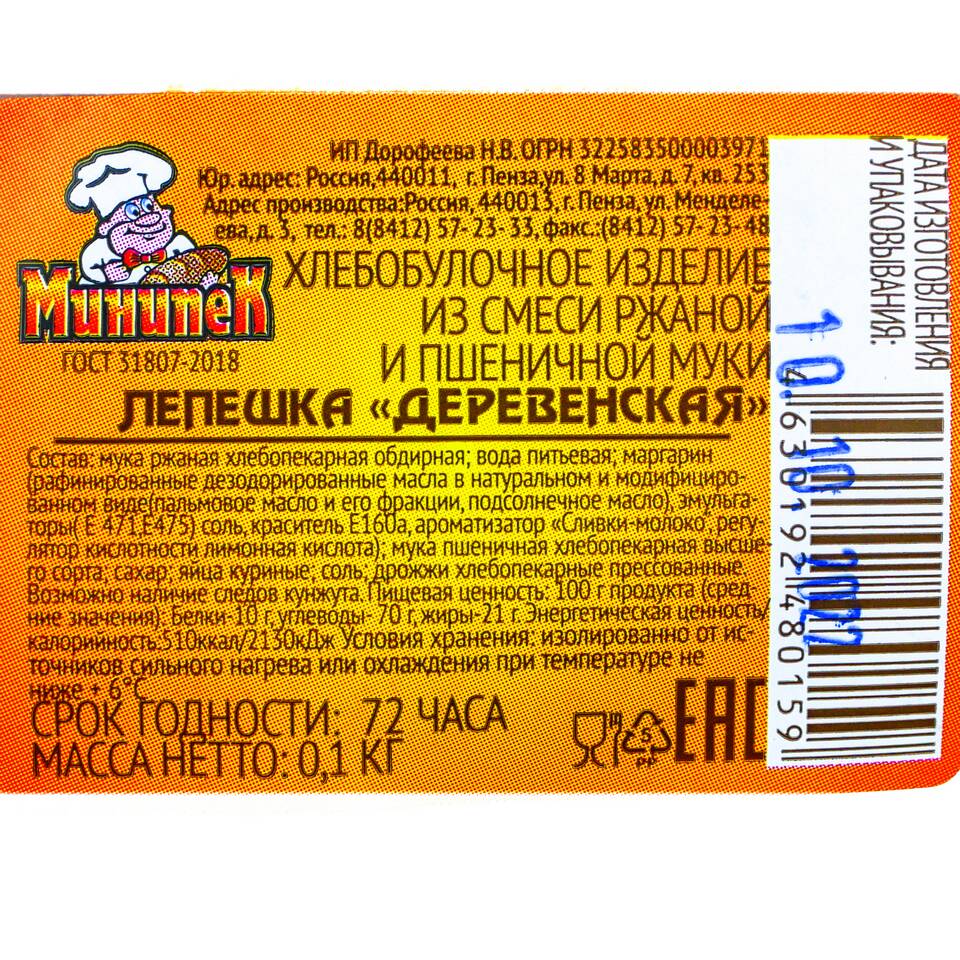 ИП Дорофеева Н.В. ОГРН 322583500003971
Юр. адрес: Россия,440011, г. Пенза,ул. 8 Марта, д. 7, кв. 253
Адрес производства:Россия, 440013, г. Пенза, ул. Менделе-
ева, д. 3, тел.: 8(8412) 57-23-33, факс.:(8412) 57-23-48
Минипек
ГОСТ 31807-2018
ХЛЕБОБУЛОЧНОЕ ИЗДЕЛИЕ
ИЗ СМЕСИ РЖАНОЙ
И ПШЕНИЧНОЙ МУКИ
ЛЕПЕШКА «ДЕРЕВЕНСКАЯ»
Состав: мука ржаная хлебопекарная обдирная; вода питьевая; маргарин
(рафинированные дезодорированные масла в натуральном и модифициро-
ванном виде(пальмовое масло и его фракции, подсолнечное масло), эмульга-
торы( Е 471,Е475) соль, краситель Е160а, ароматизатор «Сливки-молоко", регу-
лятор кислотности лимонная кислота); мука пшеничная хлебопекарная высше-
го сорта; сахар; яйца куриные; соль; дрожжи хлебопекарные прессованные.
Возможно наличие следов кунжута. Пищевая ценность: 100 г продукта (сред-
ние значения): Белки-10 г,углеводы- 70 г,жиры-21 г. Энергетическая ценность/
калорийность:510ккал/2130кДж Условия хранения: изолированно от ис-
точников сильного нагрева или охлаждения при температуре не
ниже + 6°С
СРОК ГОДНОСТИ: 72 ЧАСА
МАССА НЕТТО: 0,1 КГ
5
PP
EAC
ДАТА ИЗГОТОВЛЕНИЯ
И УПАКОВЫВАНИЯ:
10 10 2022
4 630192 480159